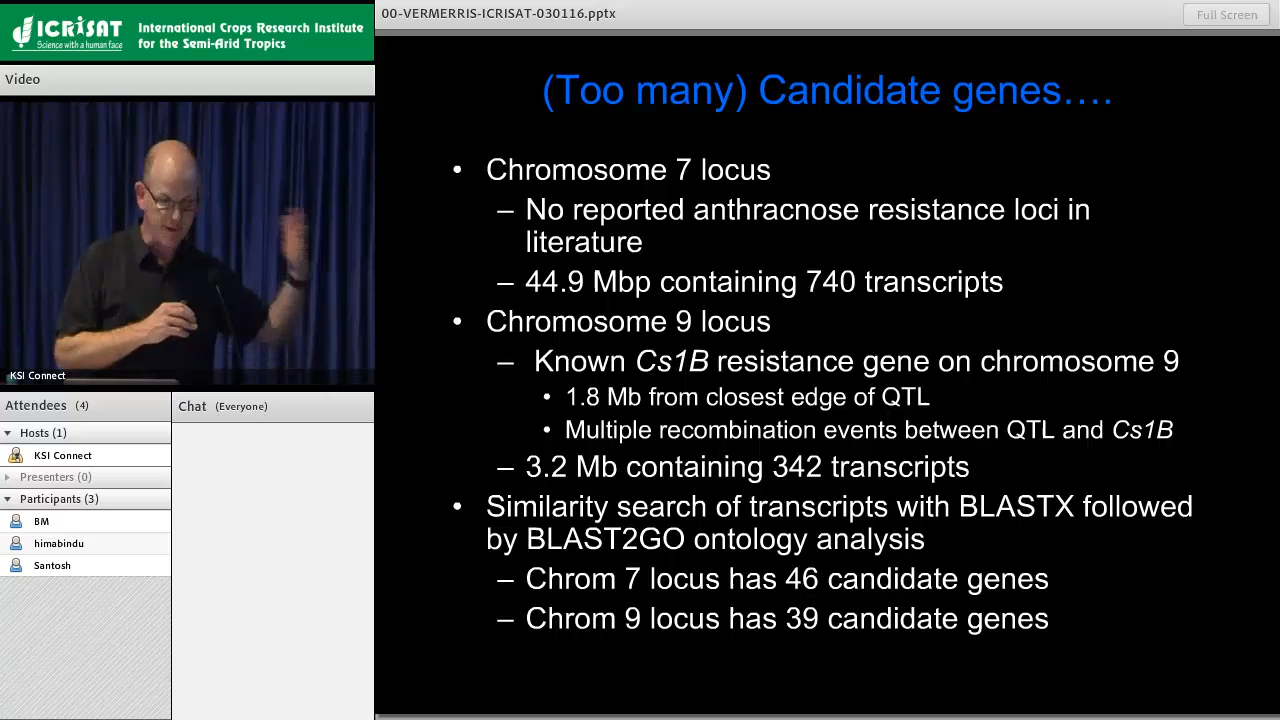 ICRISAT
Science with a human face
International Crops Research Institute
for the Semi-Arid Tropics
00-VERMERRIS-ICRISAT-030116.pptx
Full Screen
Video
KSI Connect
Attendees (4)
Hosts (1)
KSI Connect
Presenters (0)
Participants (3)
BM
himabindu
Santosh
Chat (Everyone)
(Too many) Candidate genes….
• Chromosome 7 locus
– No reported anthracnose resistance loci in
literature
– 44.9 Mbp containing 740 transcripts
• Chromosome 9 locus
– Known Cs1B resistance gene on chromosome 9
• 1.8 Mb from closest edge of QTL
• Multiple recombination events between QTL and Cs1B
– 3.2 Mb containing 342 transcripts
• Similarity search of transcripts with BLASTX followed
by BLAST2GO ontology analysis
– Chrom 7 locus has 46 candidate genes
– Chrom 9 locus has 39 candidate genes